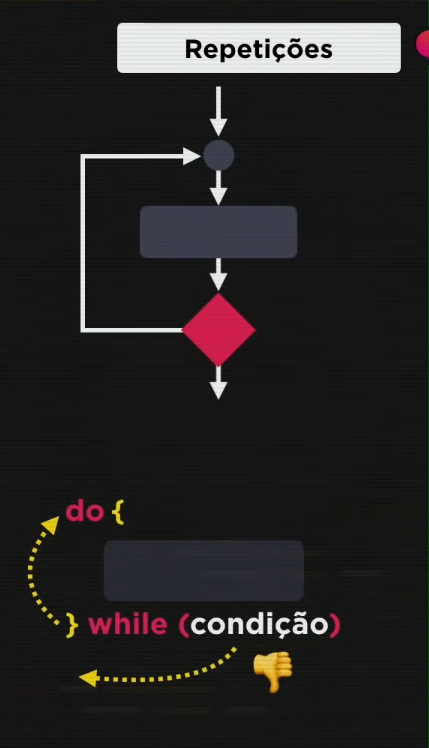 Repetições
do {
} while (condição)